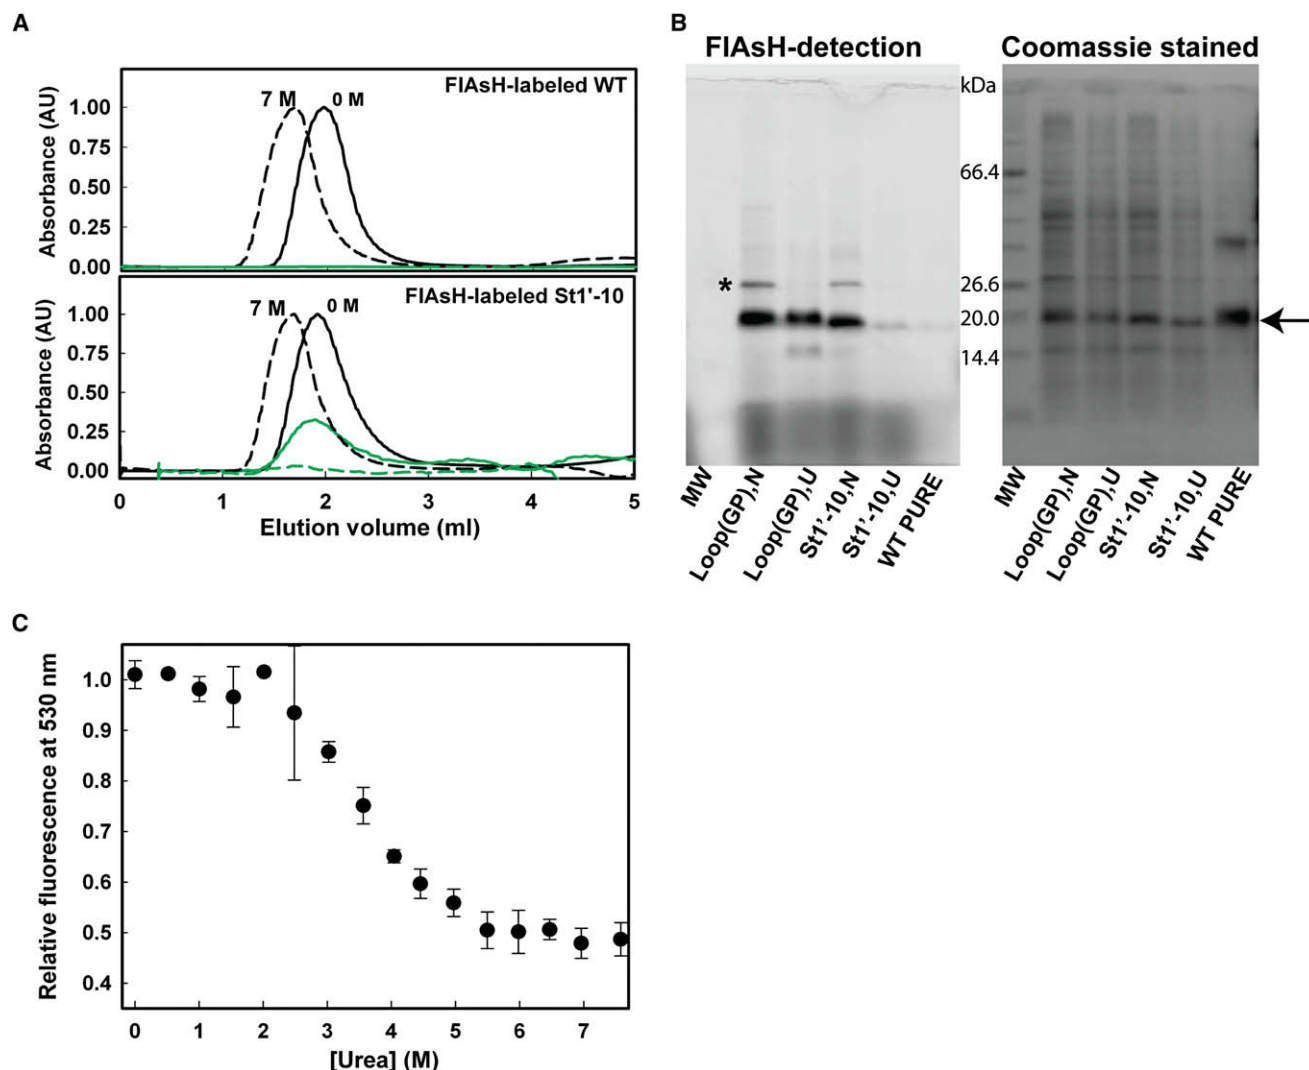 A
FlAsH-labeled WT
7 M
0 M
Absorbance (AU)
1.00
0.75
0.50
0.25
0.00
FlAsH-labeled St1'-10
7 M
0 M
Absorbance (AU)
1.00
0.75
0.50
0.25
0.00
0
1
2
3
4
5
Elution volume (ml)
B
FlAsH-detection
Coomassie stained
kDa
66.4
26.6
20.0
14.4
*
MW
Loop(GP),N
Loop(GP),U
St1'-10,N
St1'-10,U
WT PURE
MW
Loop(GP),N
Loop(GP),U
St1'-10,N
St1'-10,U
WT PURE
C
Relative fluorescence at 530 nm
1.0
0.9
0.8
0.7
0.6
0.5
0.4
0
1
2
3
4
5
6
7
[Urea] (M)